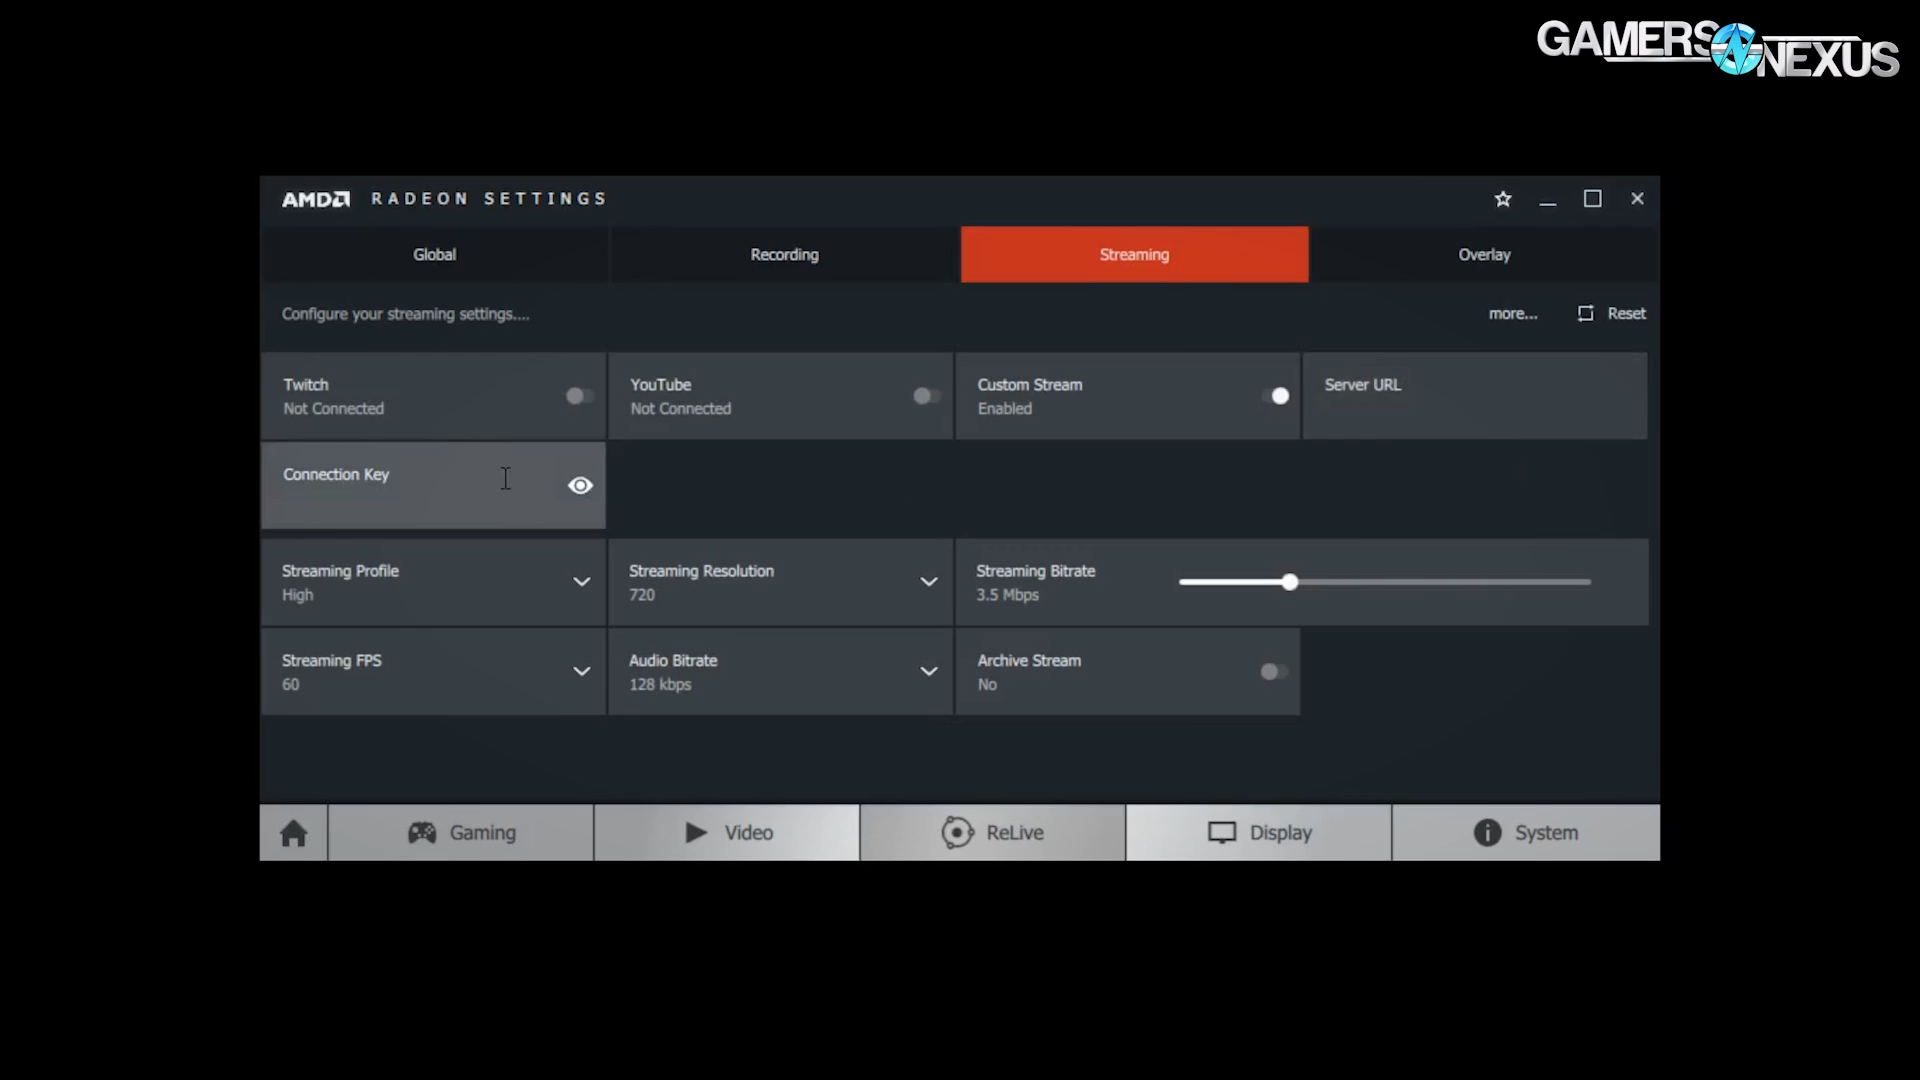 GAMERS NEXUS
AMD RADEON SETTINGS
Global Recording Streaming Overlay
Configure your streaming settings.... more... Reset
Twitch
Not Connected
YouTube
Not Connected
Custom Stream
Enabled
Server URL
Connection Key
Streaming Profile
High
Streaming Resolution
720
Streaming Bitrate
3.5 Mbps
Streaming FPS
60
Audio Bitrate
128 kbps
Archive Stream
No
Gaming Video ReLive Display System